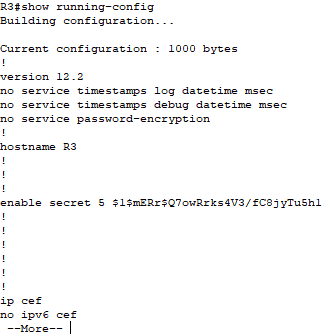 R3#show running-config
Building configuration...
Current configuration : 1000 bytes
!
version 12.2
no service timestamps log datetime msec
no service timestamps debug datetime msec
no service password-encryption
!
hostname R3
!
!
!
enable secret 5 $1$mERr$Q7owRrks4V3/fC8jyTu5h1
!
!
!
!
!
!
ip cef
no ipv6 cef
--More--